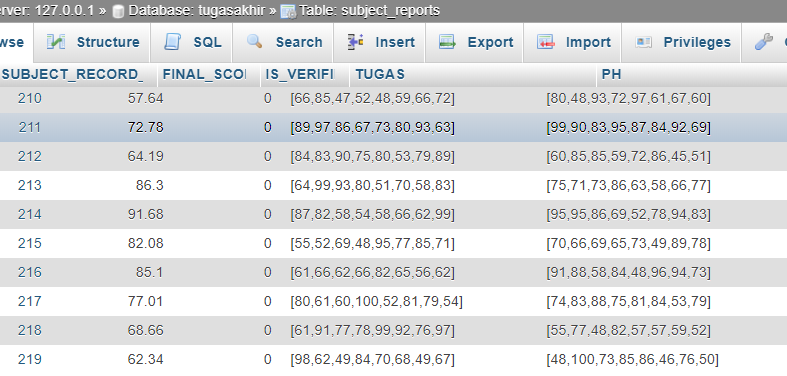 erver: 127.0.0.1 » Database: tugasakhir » Table: subject_reports
wse Structure SQL Search Insert Export Import Privileges
SUBJECT_RECORD_ FINAL_SCO IS_VERIFI TUGAS PH
210 57.64 0 [66,85,47,52,48,59,66,72] [80,48,93,72,97,61,67,60]
211 72.78 0 [89,97,86,67,73,80,93,63] [99,90,83,95,87,84,92,69]
212 64.19 0 [84,83,90,75,80,53,79,89] [60,85,85,59,72,86,45,51]
213 86.3 0 [64,99,93,80,51,70,58,83] [75,71,73,86,63,58,66,77]
214 91.68 0 [87,82,58,54,58,66,62,99] [95,95,86,69,52,78,94,83]
215 82.08 0 [55,52,69,48,95,77,85,71] [70,66,69,65,73,49,89,78]
216 85.1 0 [61,66,62,66,82,65,56,62] [91,88,58,84,48,96,94,73]
217 77.01 0 [80,61,60,100,52,81,79,54] [74,83,88,75,81,84,53,79]
218 68.66 0 [61,91,77,78,99,92,76,97] [55,77,48,82,57,57,59,52]
219 62.34 0 [98,62,49,84,70,68,49,67] [48,100,73,85,86,46,76,50]